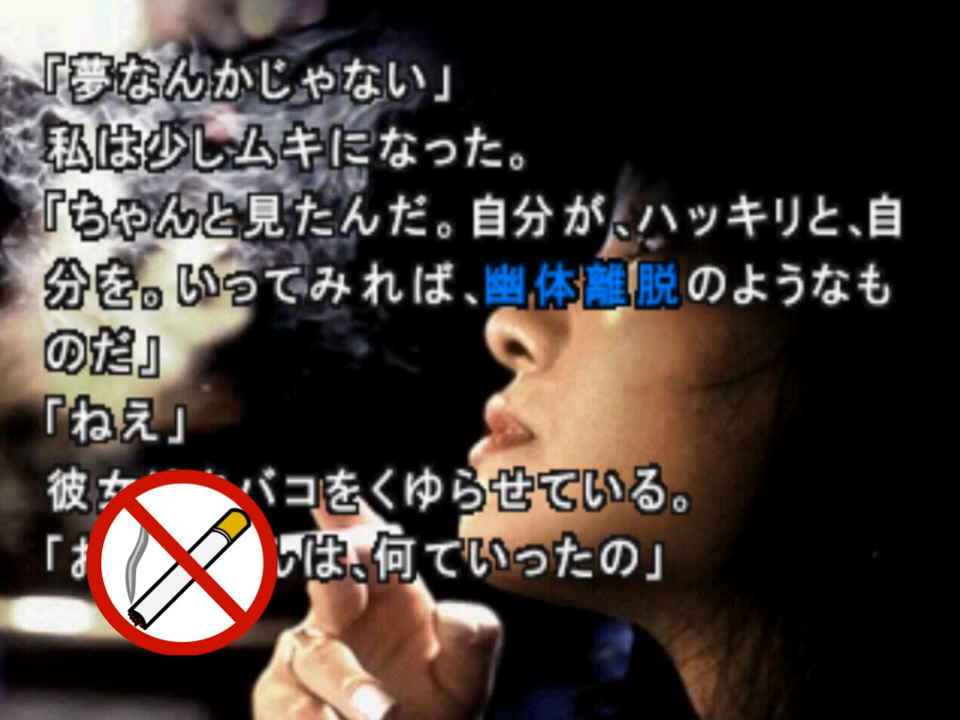 「夢なんかじゃない」
私は少しムキになった。
「ちゃんと見たんだ。自分が、ハッキリと、自
分を。いってみれば、幽体離脱のようなも
のだ」
「ねえ」
彼女バコをくゆらせている。
「おんは、何ていったの」